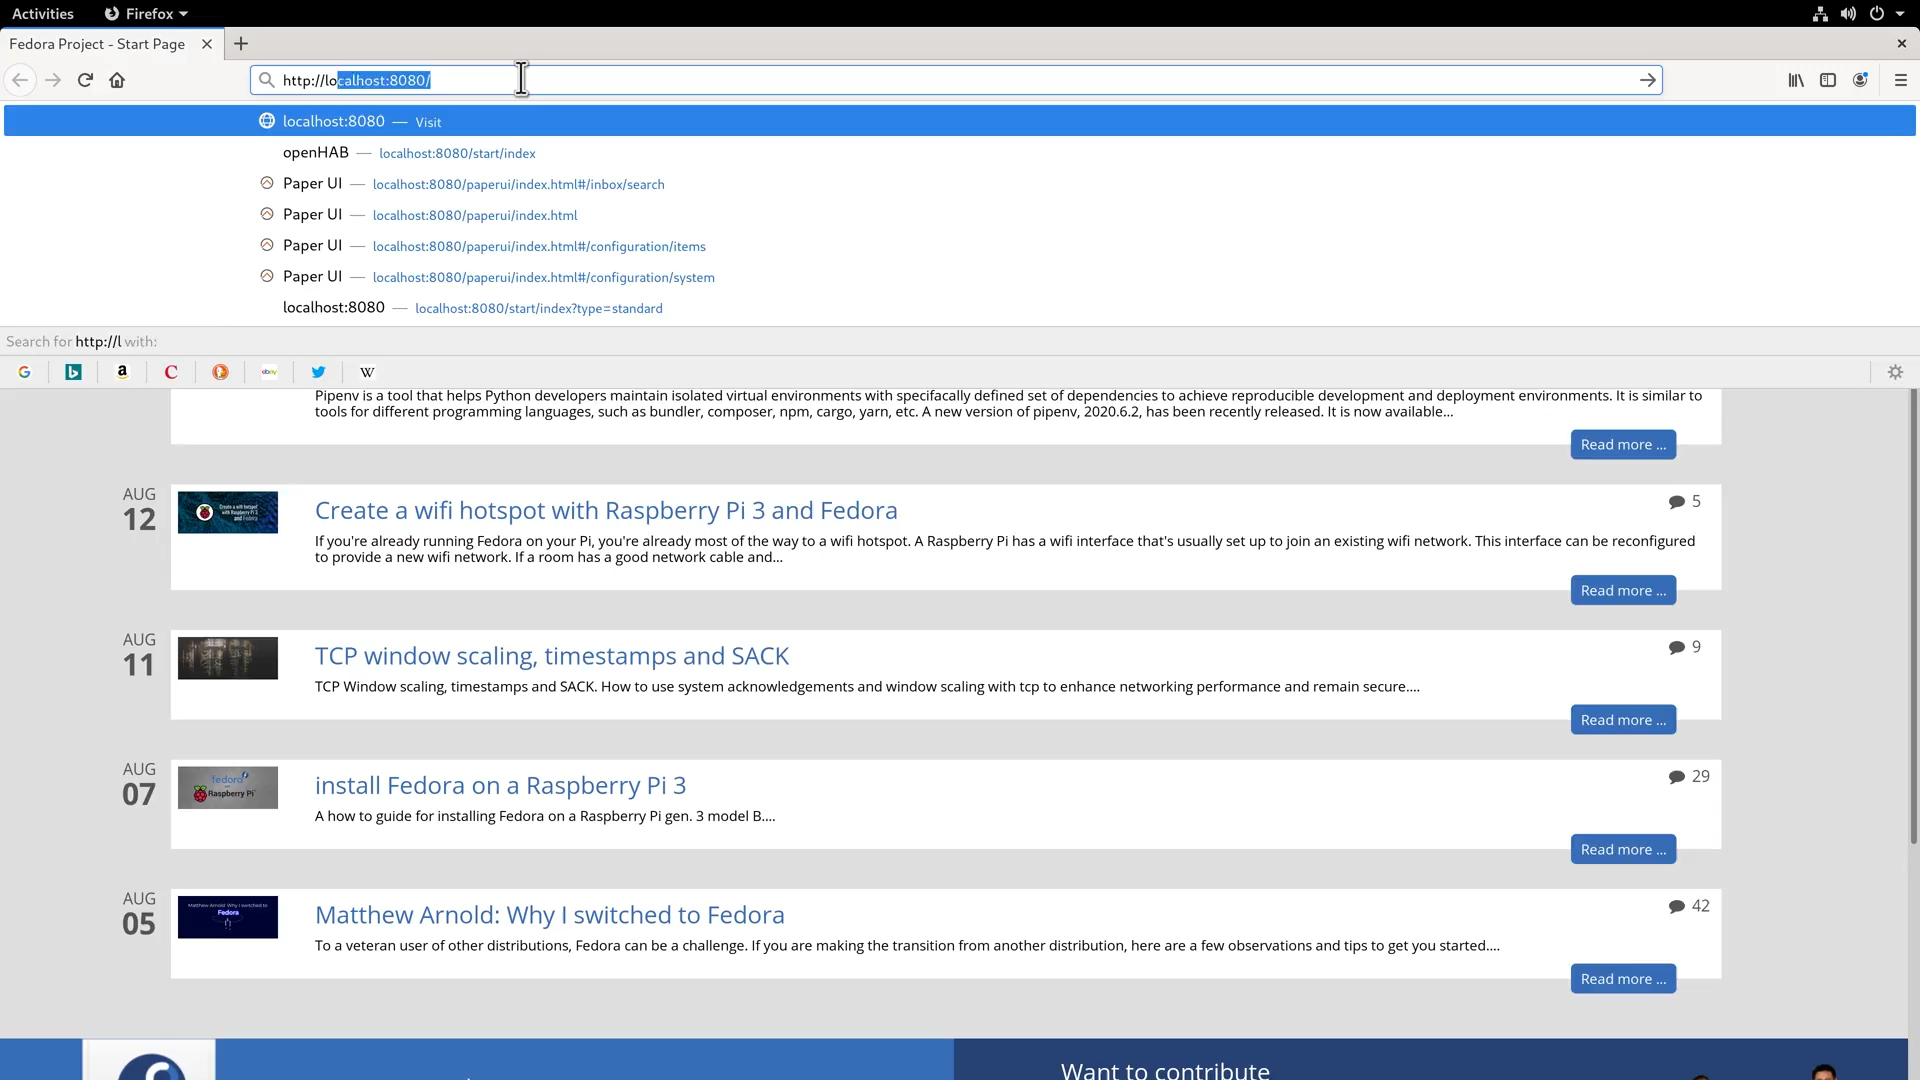 Activities
Firefox
Fedora Project - Start Page
http://localhost:8080/
localhost:8080 — Visit
openHAB — localhost:8080/start/index
Paper UI — localhost:8080/paperui/index.html#/inbox/search
Paper UI — localhost:8080/paperui/index.html
Paper UI — localhost:8080/paperui/index.html#/configuration/items
Paper UI — localhost:8080/paperui/index.html#/configuration/system
localhost:8080 — localhost:8080/start/index?type=standard
Search for http://l with:
Pipenv is a tool that helps Python developers maintain isolated virtual environments with specifacally defined set of dependencies to achieve reproducible development and deployment environments. It is similar to
tools for different programming languages, such as bundler, composer, npm, cargo, yarn, etc. A new version of pipenv, 2020.6.2, has been recently released. It is now available...
Read more ...
AUG
12
Create a wifi hotspot with Raspberry Pi 3 and Fedora
5
If you're already running Fedora on your Pi, you're already most of the way to a wifi hotspot. A Raspberry Pi has a wifi interface that's usually set up to join an existing wifi network. This interface can be reconfigured
to provide a new wifi network. If a room has a good network cable and...
Read more ...
AUG
11
TCP window scaling, timestamps and SACK
9
TCP Window scaling, timestamps and SACK. How to use system acknowledgements and window scaling with tcp to enhance networking performance and remain secure....
Read more ...
AUG
07
fedora
Raspberry Pi
install Fedora on a Raspberry Pi 3
29
A how to guide for installing Fedora on a Raspberry Pi gen. 3 model B....
Read more ...
AUG
05
Matthew Arnold: Why I switched to
Fedora
Matthew Arnold: Why I switched to Fedora
42
To a veteran user of other distributions, Fedora can be a challenge. If you are making the transition from another distribution, here are a few observations and tips to get you started....
Read more ...
Want to contribute